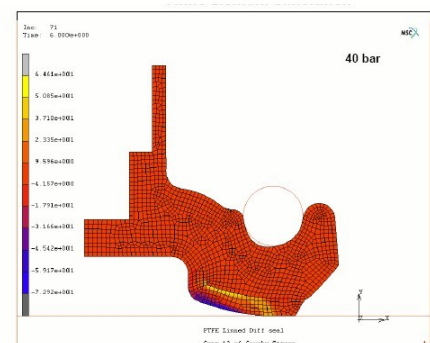 Inc: 71
Time: 6.000e+000
MSC
40 bar
6.461e+001
5.085e+001
3.710e+001
2.335e+001
9.596e+000
-4.157e+000
-1.791e+001
-3.166e+001
-4.542e+001
-5.917e+001
-7.292e+001
Y
Z
X
PTFE Linned Diff seal